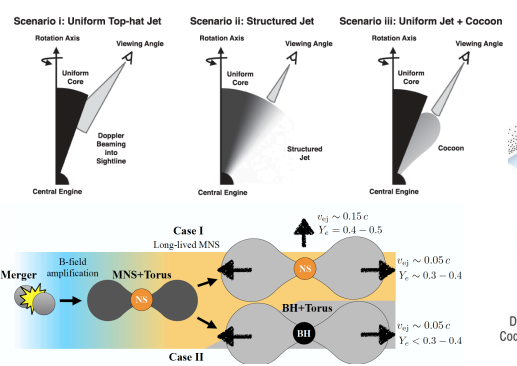 Scenario i: Uniform Top-hat Jet
Rotation Axis
Viewing Angle
Uniform
Core
Doppler
Beaming
into
Sightline
Central Engine
Scenario ii: Structured Jet
Rotation Axis
Viewing Angle
Uniform
Core
Structured
Jet
Central Engine
Scenario iii: Uniform Jet + Cocoon
Rotation Axis
Viewing Angle
Uniform
Core
Cocoon
Central Engine
Merger
B-field
amplification
MNS+Torus
NS
Case I
Long-lived MNS
v_ej ~ 0.15 c
Y_e = 0.4 − 0.5
NS
v_ej ~ 0.05 c
Y_e ~ 0.3 − 0.4
BH+Torus
BH
v_ej ~ 0.05 c
Y_e < 0.3 − 0.4
Case II
D
Coc